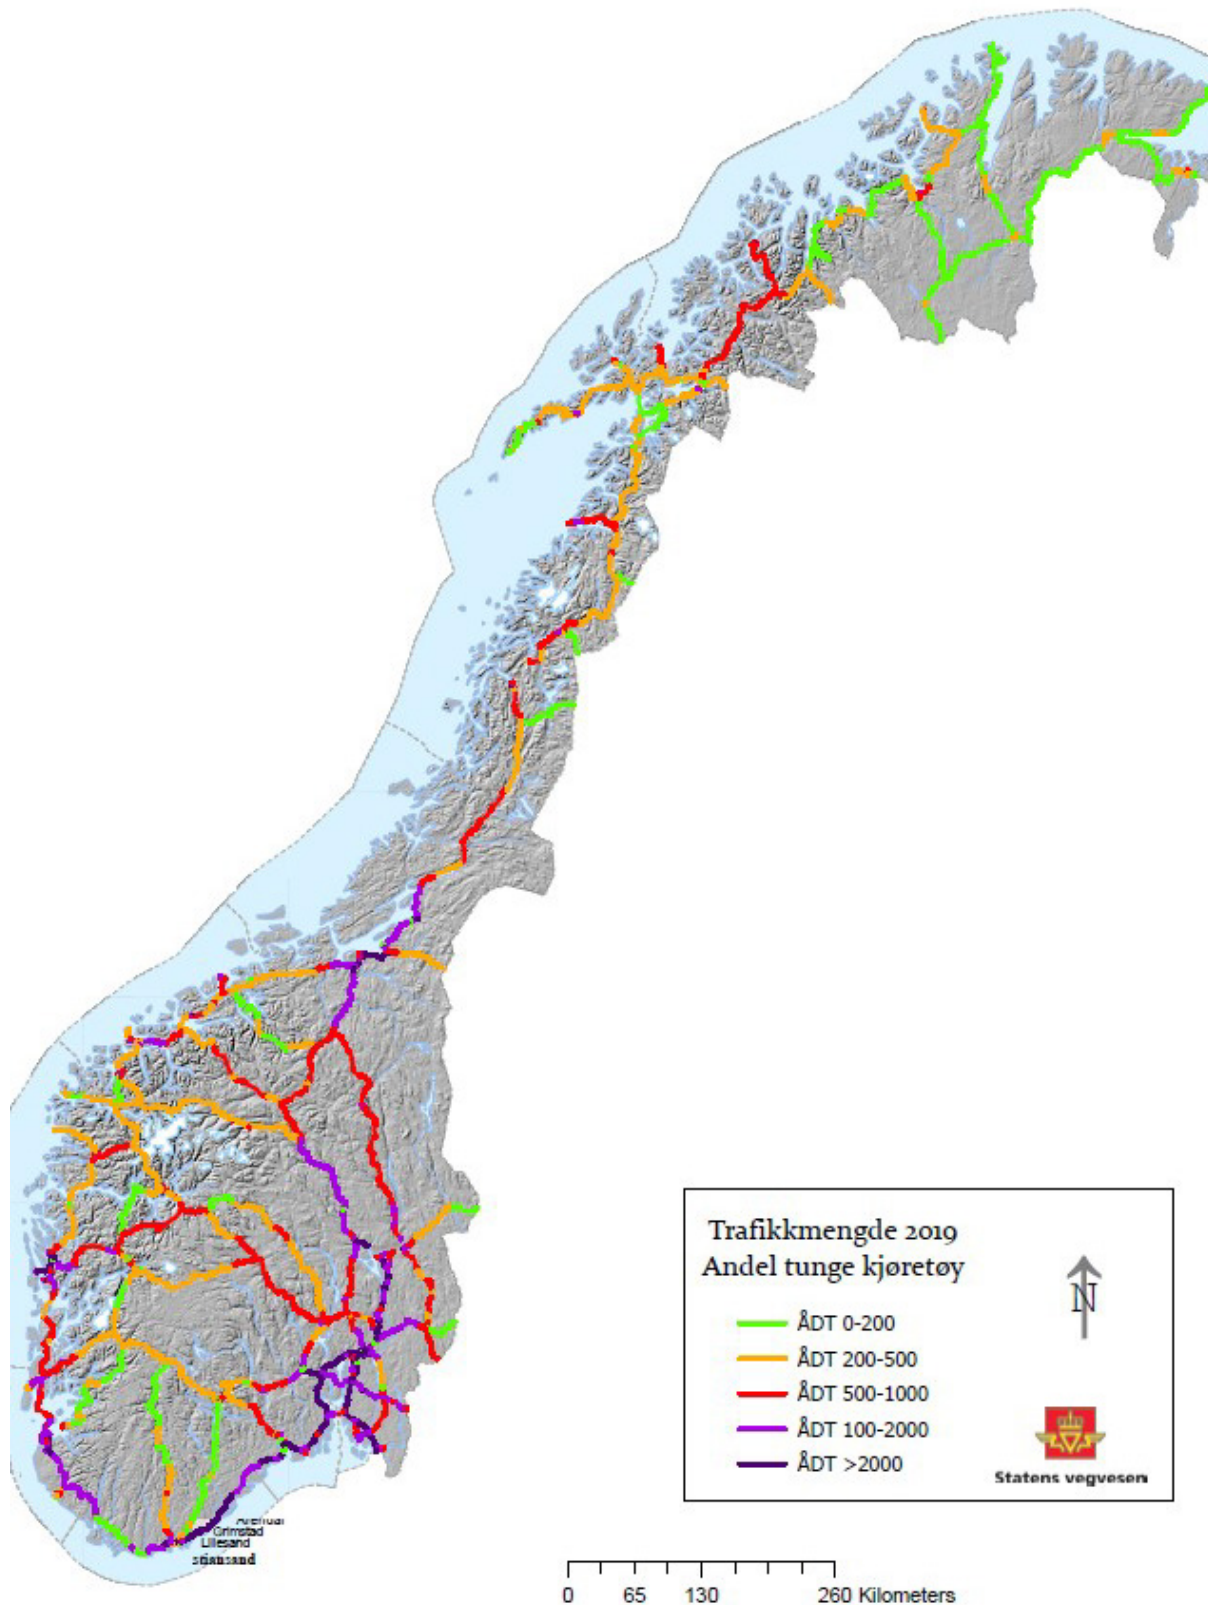 Trafikkmengde 2019
Andel tunge kjøretøy
ÅDT 0-200
ÅDT 200-500
ÅDT 500-1000
ÅDT 100-2000
ÅDT >2000
N
Statens vegvesen
Grimstad
Lillesand
0 65 130 260 Kilometers